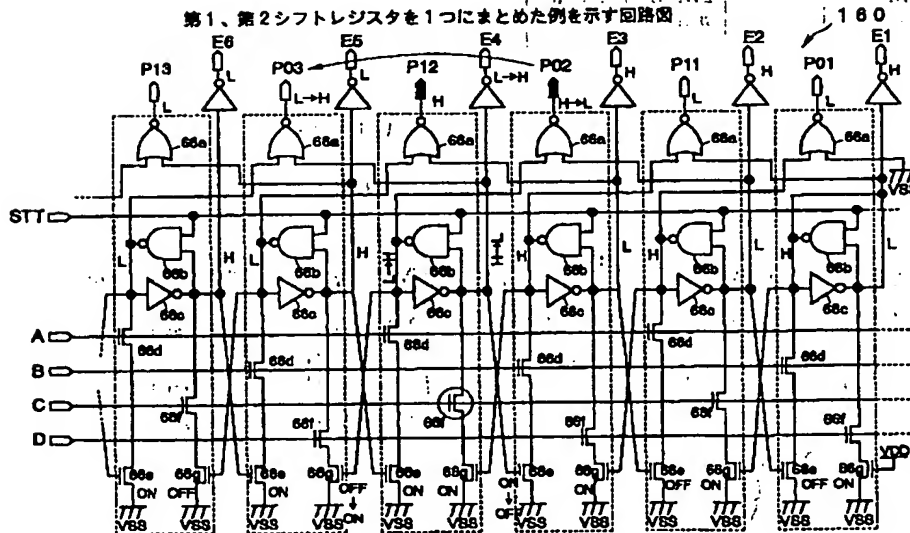 第1、第2シフトレジスタを1つにまとめた例を示す回路図
160
E6 E5 E4 E3 E2 E1
P13 P03 P12 P02 P11 P01
L L L→H H H H
L L→H H H→L L L
66a 66a 66a 66a 66a 66a
VSS
STT
66b 66b 66b 66b 66b 66b
L H L H H→L H→L H L H L H L
66c 66c 66c 66c 66c 66c
A
66d 66d 66d
B
66d 66d 66d
C
66f 66f 66f
D
66f 66f 66f
VDD
66e 66g 66e 66g 66e 66g 66e 66g 66e 66g 66e 66g
ON OFF ON OFF→ON ON ON ON→OFF ON OFF ON OFF ON
VSS VSS VSS VSS VSS VSS VSS VSS VSS VSS VSS VSS